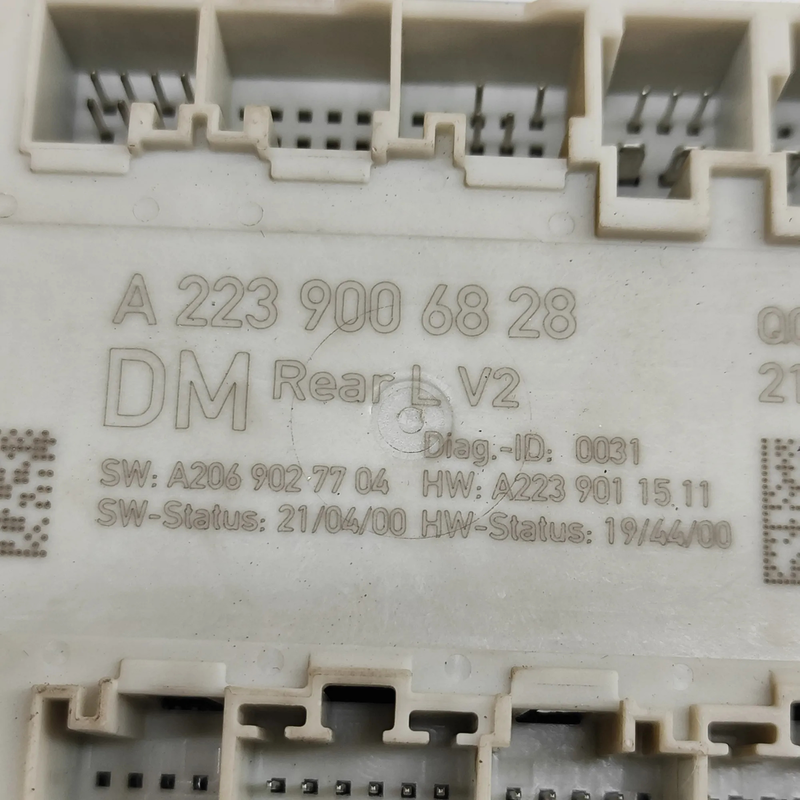 A 223 900 68 28
DM Rear L V2
Diag.-ID: 0031
SW: A206 902 77 04 HW: A223 901 15 11
SW-Status: 21/04/00 HW-Status: 19/44/00
21